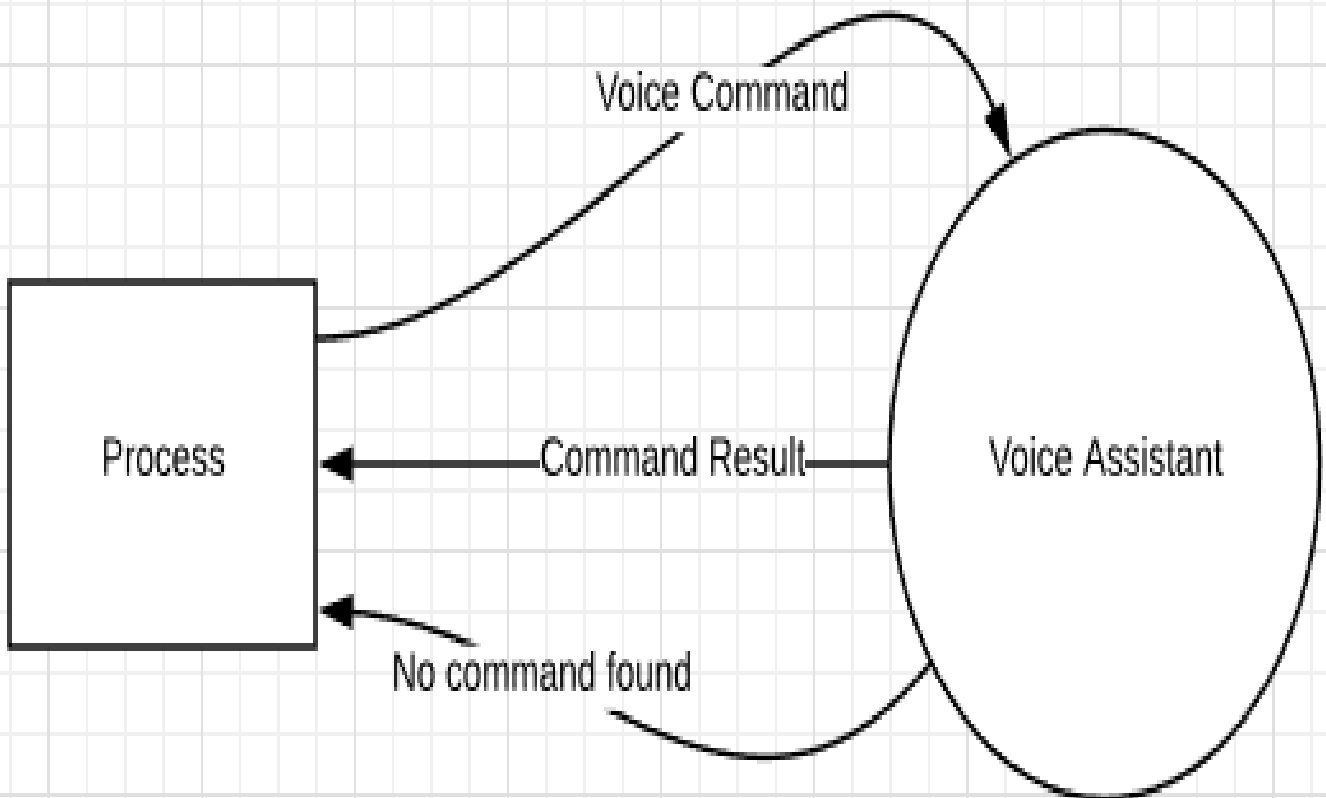 Voice Command
Process
Command Result
Voice Assistant
No command found